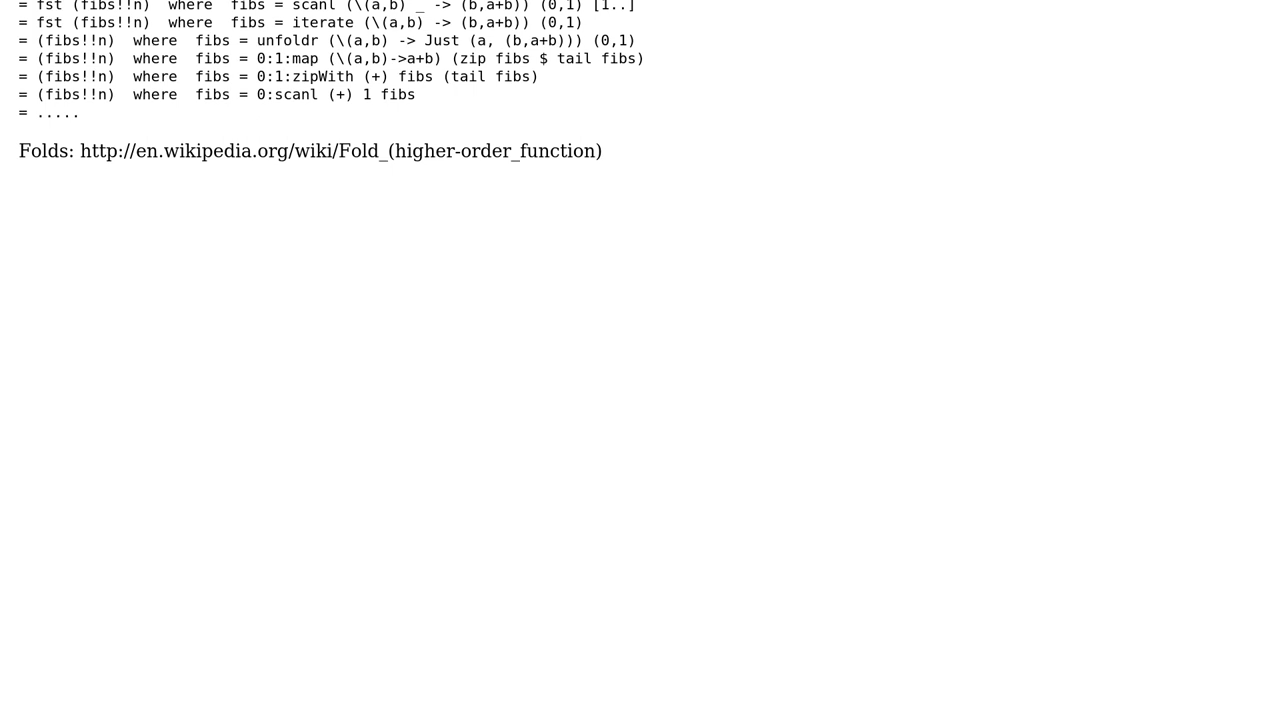 = fst (fibs!!n)  where  fibs = scanl (\(a,b) _ -> (b,a+b)) (0,1) [1..]
= fst (fibs!!n)  where  fibs = iterate (\(a,b) -> (b,a+b)) (0,1)
= (fibs!!n)  where  fibs = unfoldr (\(a,b) -> Just (a, (b,a+b))) (0,1)
= (fibs!!n)  where  fibs = 0:1:map (\(a,b)->a+b) (zip fibs $ tail fibs)
= (fibs!!n)  where  fibs = 0:1:zipWith (+) fibs (tail fibs)
= (fibs!!n)  where  fibs = 0:scanl (+) 1 fibs
= .....
Folds: http://en.wikipedia.org/wiki/Fold_(higher-order_function)